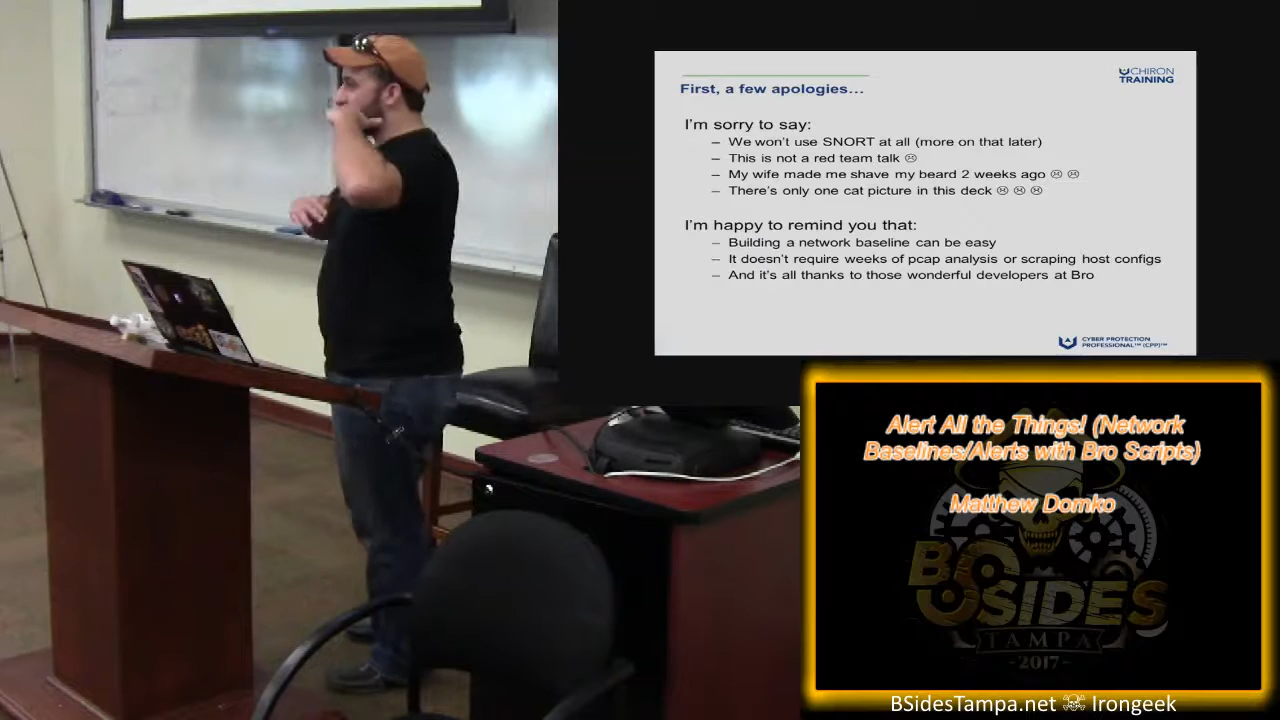 CHIRON
TRAINING
First, a few apologies…
I'm sorry to say:
– We won't use SNORT at all (more on that later)
– This is not a red team talk ☹
– My wife made me shave my beard 2 weeks ago ☹ ☹
– There's only one cat picture in this deck ☹ ☹ ☹
I'm happy to remind you that:
– Building a network baseline can be easy
– It doesn't require weeks of pcap analysis or scraping host configs
– And it's all thanks to those wonderful developers at Bro
CYBER PROTECTION
PROFESSIONAL™ (CPP)™
Alert All the Things! (Network
Baselines/Alerts with Bro Scripts)
Matthew Domko
BSIDES
TAMPA
-2017-
BSidesTampa.net ☠ Irongeek